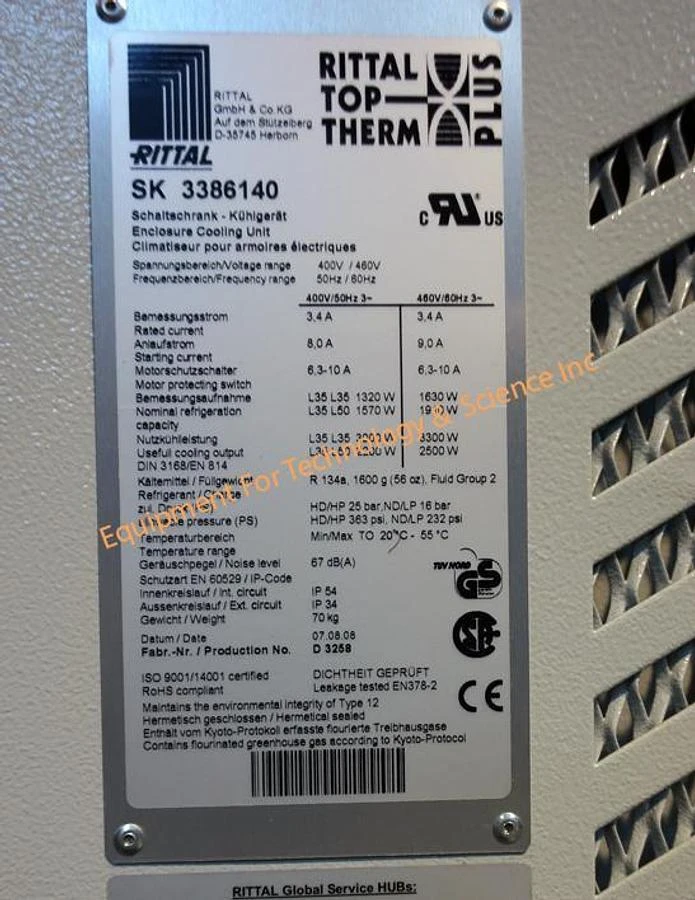 RITTAL
GmbH & Co. KG
Auf dem Stützelberg
D-35745 Herborn
RITTAL
RITTAL
TOP
THERM
PLUS
SK 3386140
Schaltschrank - Kühlgerät
Enclosure Cooling Unit
Climatiseur pour armoires électriques
C RU US
Spannungsbereich/Voltage range 400V / 460V
Frequenzbereich/Frequency range 50Hz / 60Hz
400V/50Hz 3~ 460V/60Hz 3~
Bemessungsstrom 3,4 A 3,4 A
Rated current
Anlaufstrom 8,0 A 9,0 A
Starting current
Motorschutzschalter 6,3-10 A 6,3-10 A
Motor protecting switch
Bemessungsaufnahme L35 L35 1320 W 1630 W
Nominal refrigeration L35 L50 1570 W W
capacity
Nutzkühlleistung L35 L35 W 3300 W
Useful cooling output W 2500 W
DIN 3168/EN 814
Kältemittel / Füllgewicht R 134a, 1600 g (56 oz), Fluid Group 2
Refrigerant /
zul. HD/HP 25 bar, ND/LP 16 bar
pressure (PS) HD/HP 363 psi, ND/LP 232 psi
Temperaturbereich Min/Max TO 20°C - 55 °C
Temperature range
Geräuschpegel / Noise level 67 dB(A)
Schutzart EN 60529 / IP-Code
Innenkreislauf / Int. circuit IP 54
Aussenkreislauf / Ext. circuit IP 34
Gewicht / Weight 70 kg
TÜV NORD
GS
Datum / Date 07.08.08
Fabr.-Nr. / Production No. D 3258
ISO 9001/14001 certified DICHTHEIT GEPRÜFT
RoHS compliant Leakage tested EN378-2
CE
Maintains the environmental integrity of Type 12
Hermetisch geschlossen / Hermetical sealed
Enthält vom Kyoto-Protokoll erfasste flourierte Treibhausgase
Contains flourinated greenhouse gas according to Kyoto-Protocol
RITTAL Global Service HUBs:
Equipment For Technology & Science Inc